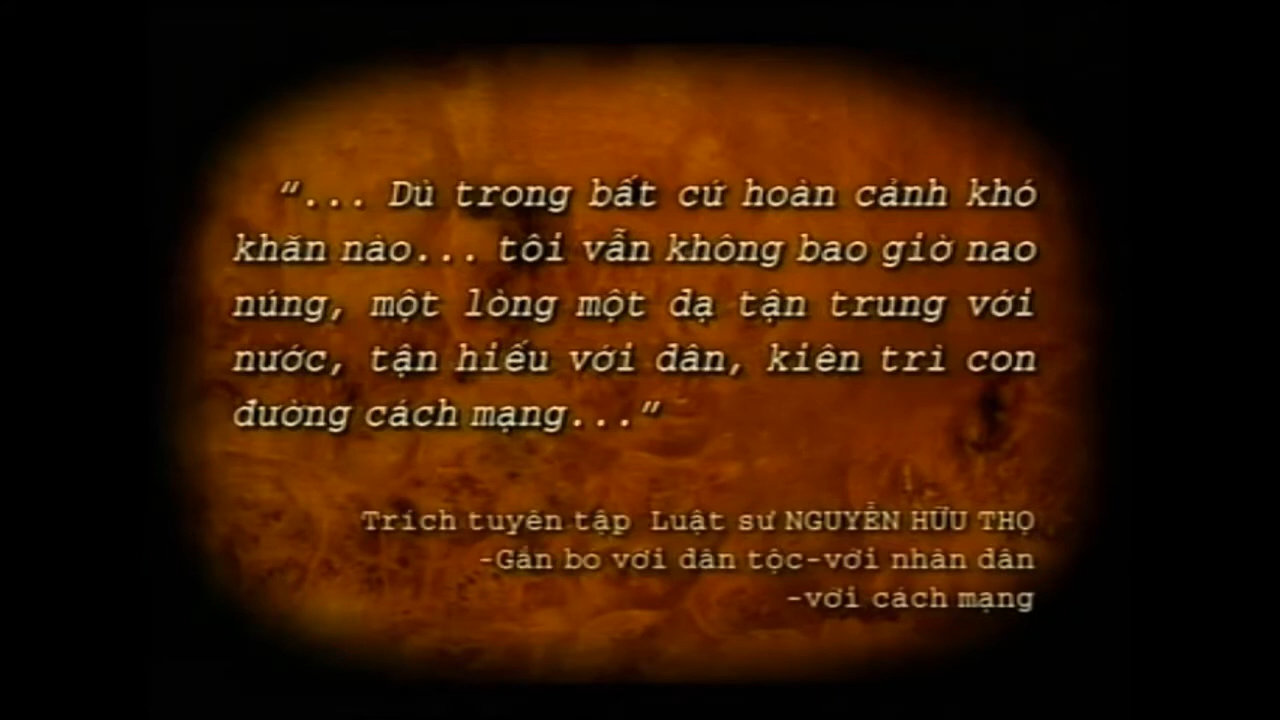 “... Dù trong bất cứ hoàn cảnh khó
khăn nào... tôi vẫn không bao giờ nao
núng, một lòng một dạ tận trung với
nước, tận hiếu với dân, kiên trì con
đường cách mạng...”
Trích tuyên tập Luật sư NGUYỄN HỮU THỌ
-Gắn bó với dân tộc-với nhân dân
-với cách mạng